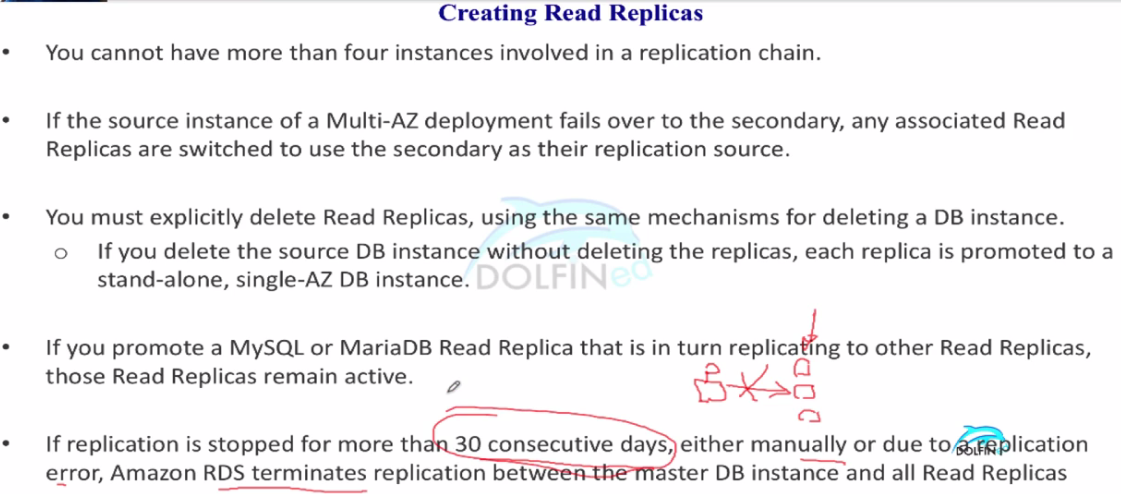 Creating Read Replicas
• You cannot have more than four instances involved in a replication chain.
• If the source instance of a Multi-AZ deployment fails over to the secondary, any associated Read
Replicas are switched to use the secondary as their replication source.
• You must explicitly delete Read Replicas, using the same mechanisms for deleting a DB instance.
o If you delete the source DB instance without deleting the replicas, each replica is promoted to a
stand-alone, single-AZ DB instance.
DOLFINed
• If you promote a MySQL or MariaDB Read Replica that is in turn replicating to other Read Replicas,
those Read Replicas remain active.
• If replication is stopped for more than 30 consecutive days, either manually or due to a replication
error, Amazon RDS terminates replication between the master DB instance and all Read Replicas